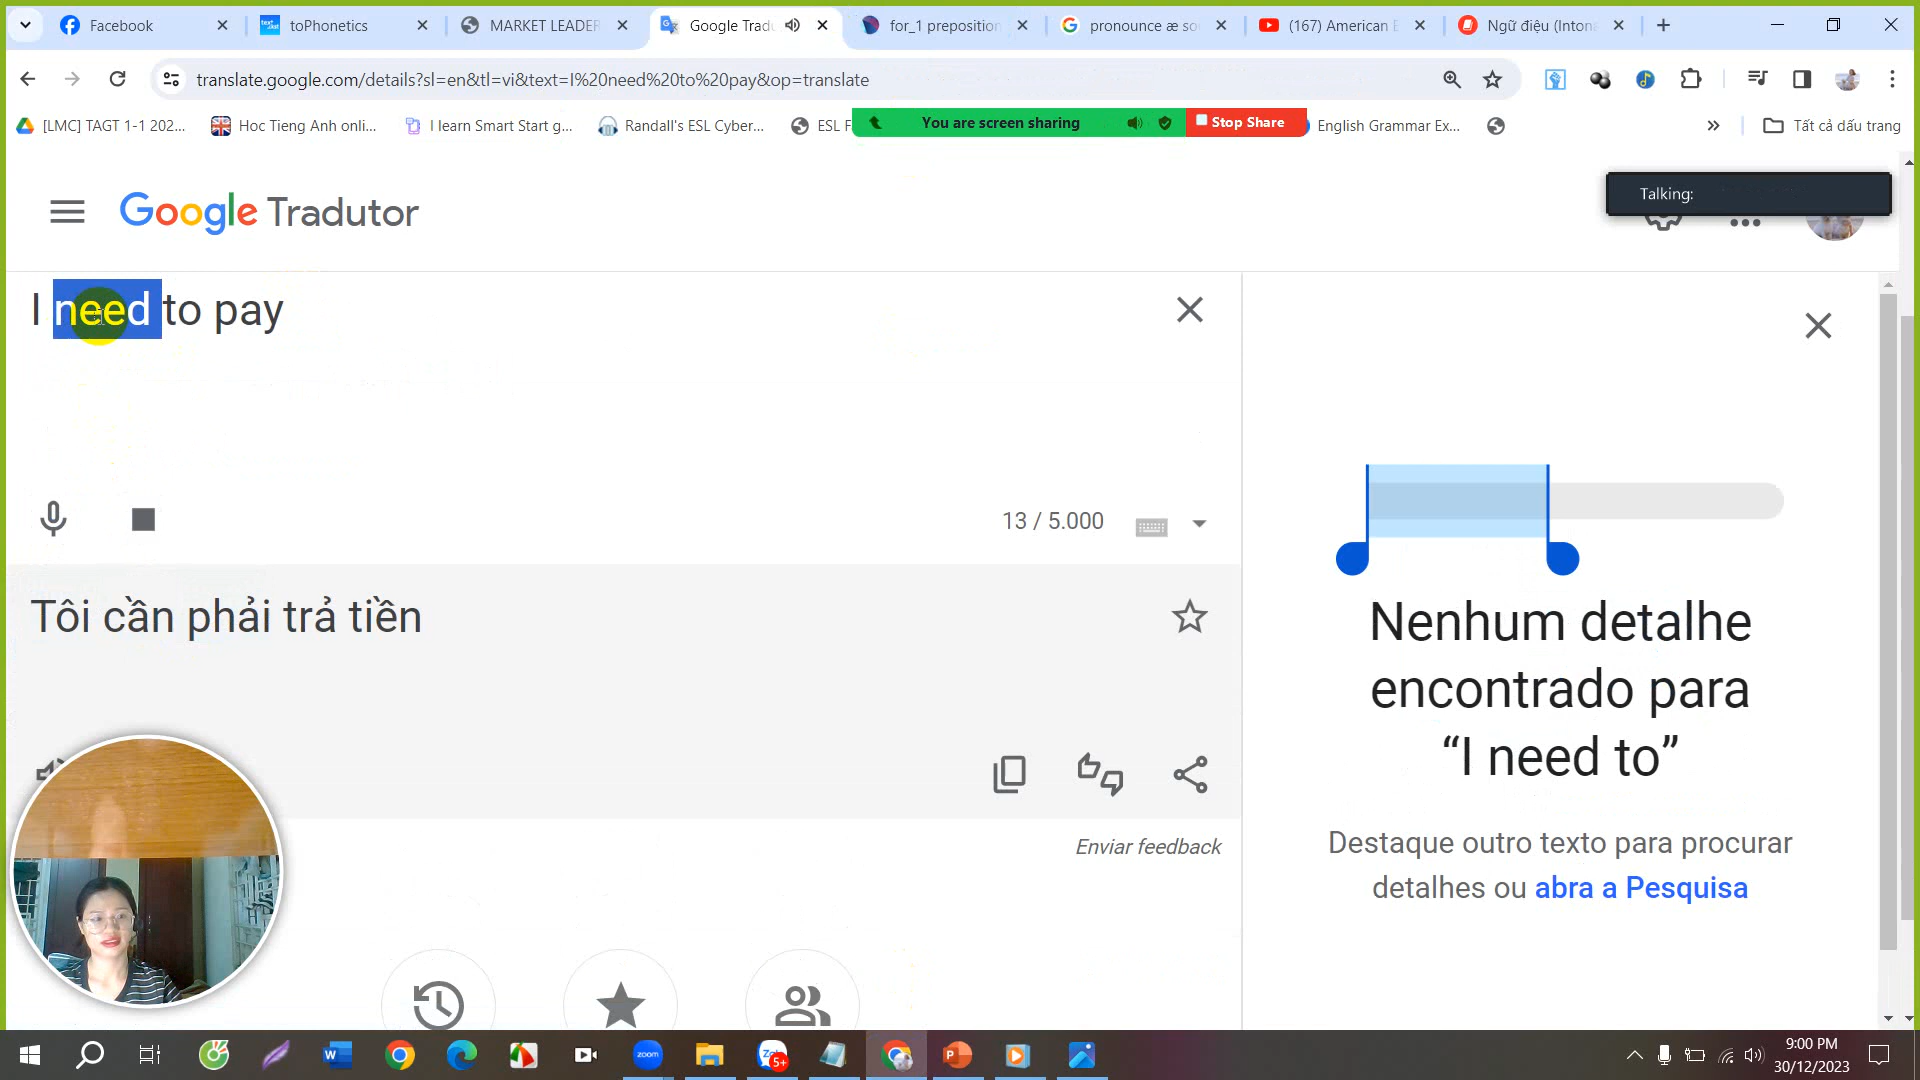 Facebook
toPhonetics
MARKET LEADER
Google Tradu
for_1 preposition
pronounce æ so
(167) American E
Ngữ điệu (Intona
translate.google.com/details?sl=en&tl=vi&text=I%20need%20to%20pay&op=translate
[LMC] TAGT 1-1 202...
Hoc Tieng Anh onli...
I learn Smart Start g...
Randall's ESL Cyber...
ESL F
You are screen sharing
Stop Share
English Grammar Ex...
Tất cả dấu trang
Talking:
Google Tradutor
I need to pay
13 / 5.000
Tôi cần phải trả tiền
Enviar feedback
Nenhum detalhe
encontrado para
“I need to”
Destaque outro texto para procurar
detalhes ou abra a Pesquisa
zoom
5+
9:00 PM
30/12/2023